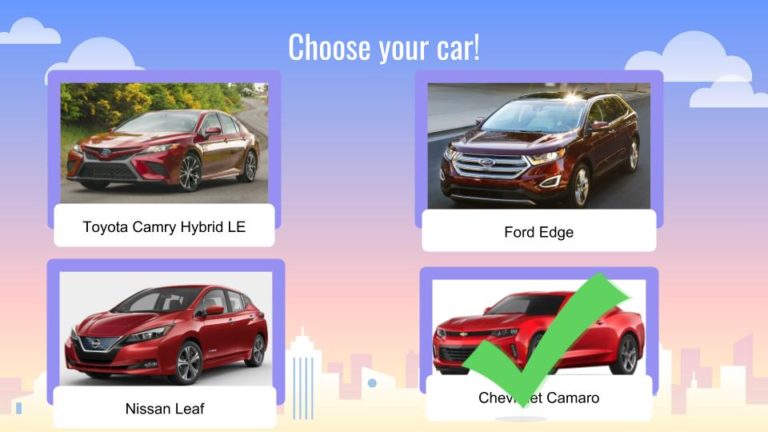 Choose your car!
Toyota Camry Hybrid LE
Ford Edge
Nissan Leaf
Camaro